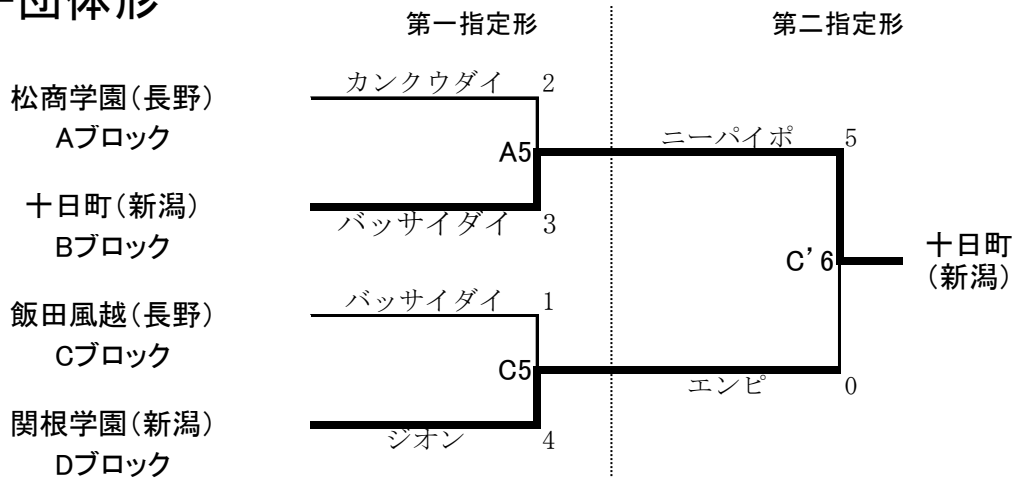 団体形
第一指定形
第二指定形
松商学園(長野)
Aブロック
カンクウダイ 2
A5
十日町(新潟)
Bブロック
バッサイダイ 3
ニーパイポ 5
C’6
十日町
(新潟)
飯田風越(長野)
Cブロック
バッサイダイ 1
C5
エンピ 0
関根学園(新潟)
Dブロック
ジオン 4